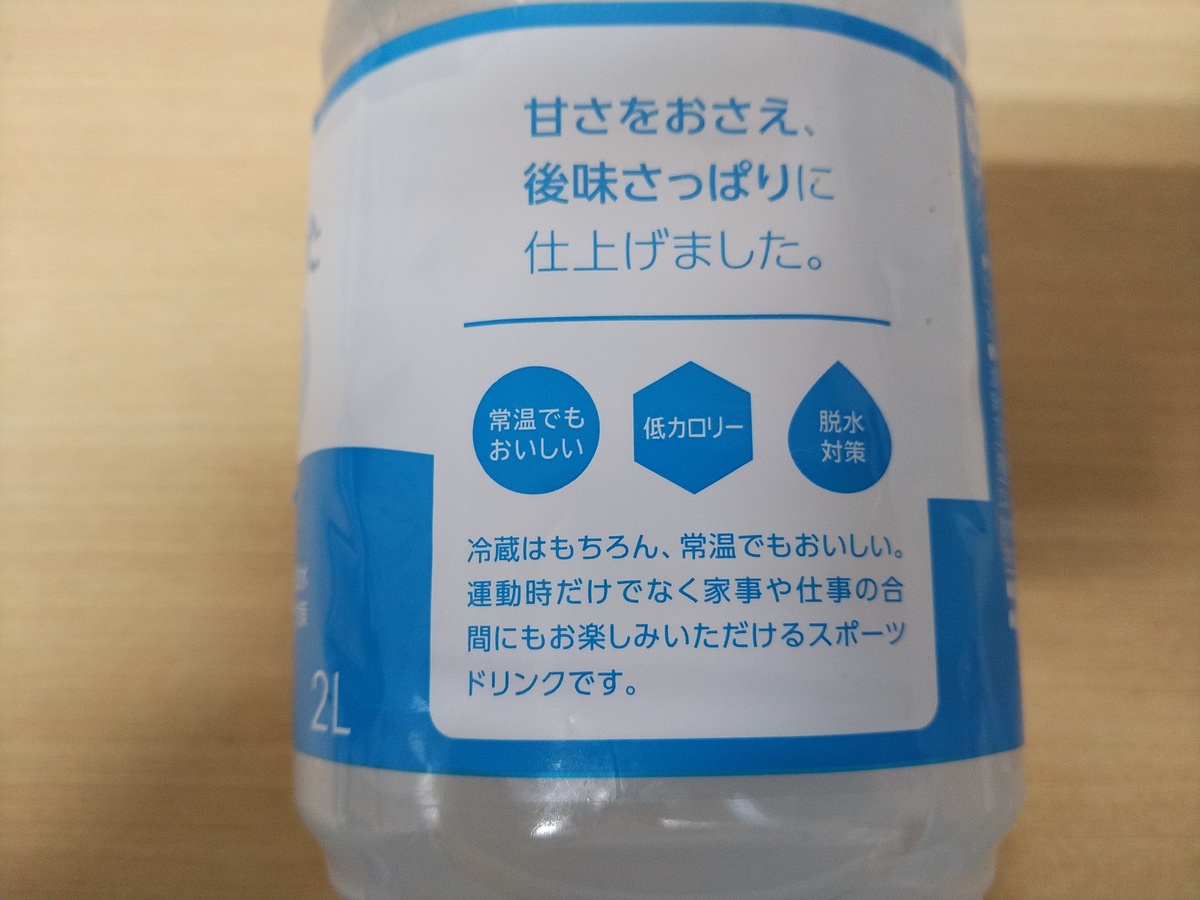 甘さをおさえ、
後味さっぱりに
仕上げました。
常温でも
おいしい
低カロリー
脱水
対策
冷蔵はもちろん、常温でもおいしい。
運動時だけでなく家事や仕事の合
間にもお楽しみいただけるスポーツ
ドリンクです。
2L